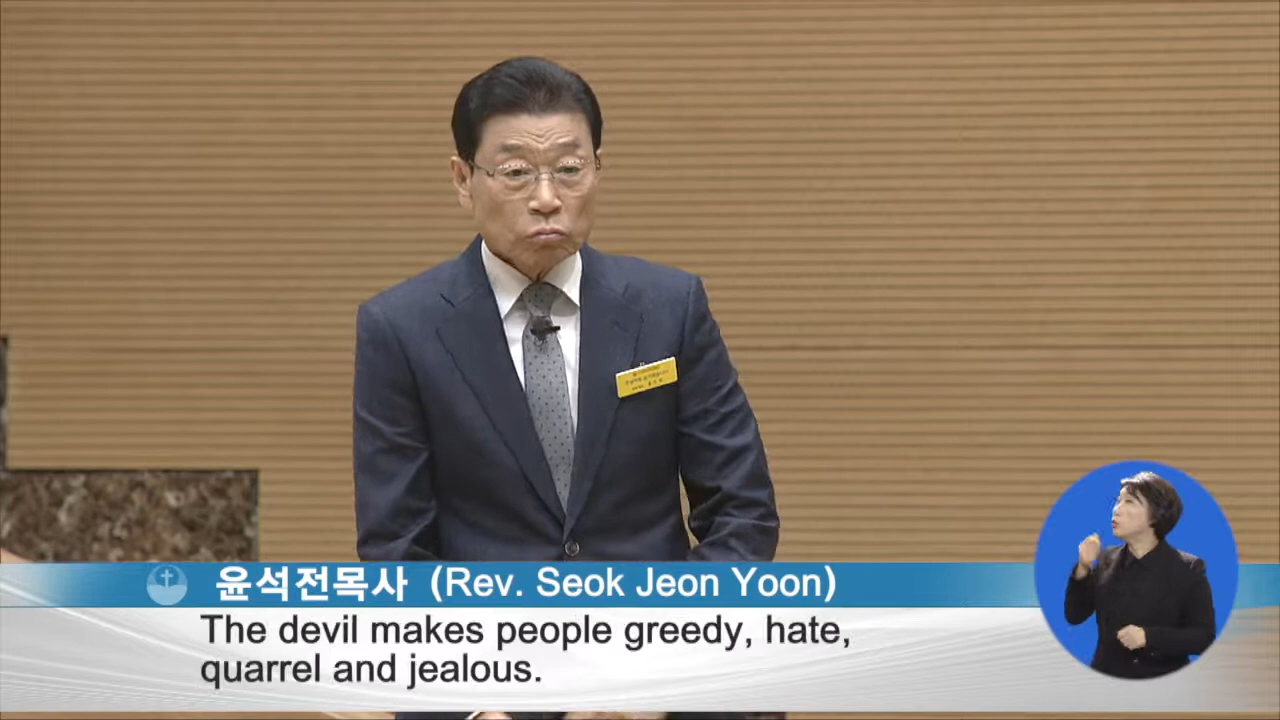 윤석전목사 (Rev. Seok Jeon Yoon)
The devil makes people greedy, hate,
quarrel and jealous.